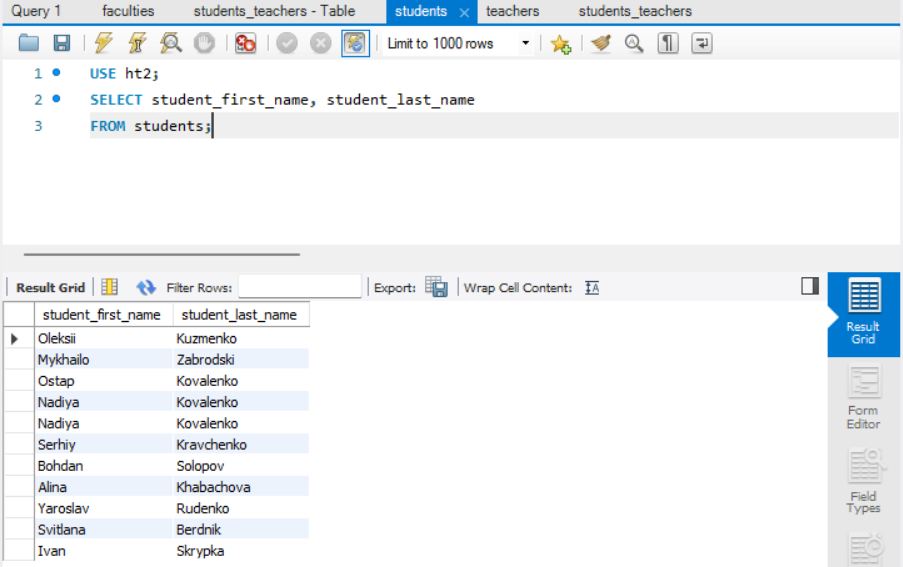 Query 1 faculties students_teachers - Table students teachers students_teachers
Limit to 1000 rows
1 USE ht2;
2 SELECT student_first_name, student_last_name
3 FROM students;
Result Grid Filter Rows: Export: Wrap Cell Content:
student_first_name student_last_name
Oleksii Kuzmenko
Mykhailo Zabrodski
Ostap Kovalenko
Nadiya Kovalenko
Nadiya Kovalenko
Serhiy Kravchenko
Bohdan Solopov
Alina Khabachova
Yaroslav Rudenko
Svitlana Berdnik
Ivan Skrypka
Result
Grid
Form
Editor
Field
Types